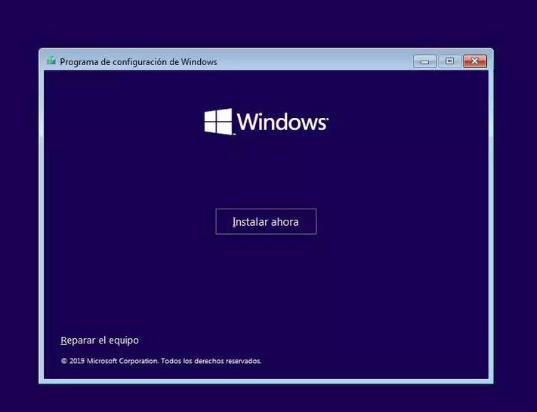 Programa de configuración de Windows
Windows
Instalar ahora
Reparar el equipo
© 2019 Microsoft Corporation. Todos los derechos reservados.